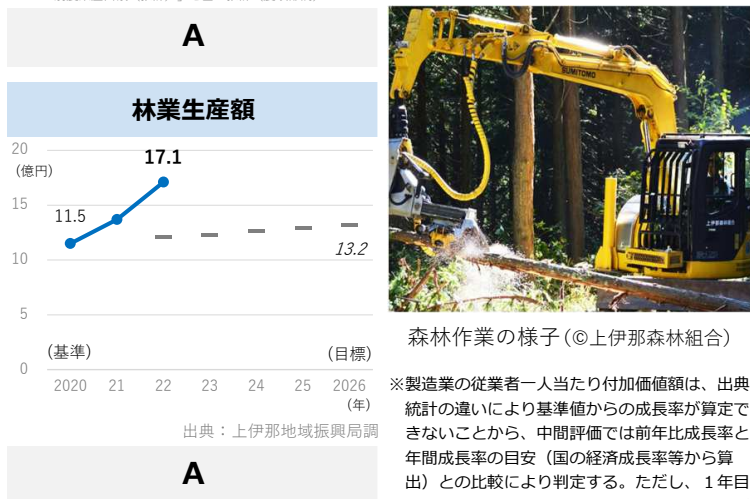 A
林業生産額
20
(億円)
17.1
15
11.5
10
13.2
5
(基準)
(目標)
0
2020 21 22 23 24 25 2026
(年)
出典：上伊那地域振興局調
A
SUMITOMO
上伊那森林組合
森林作業の様子(©上伊那森林組合)
※製造業の従業者一人当たり付加価値額は、出典
統計の違いにより基準値からの成長率が算定で
きないことから、中間評価では前年比成長率と
年間成長率の目安（国の経済成長率等から算
出）との比較により判定する。ただし、１年目